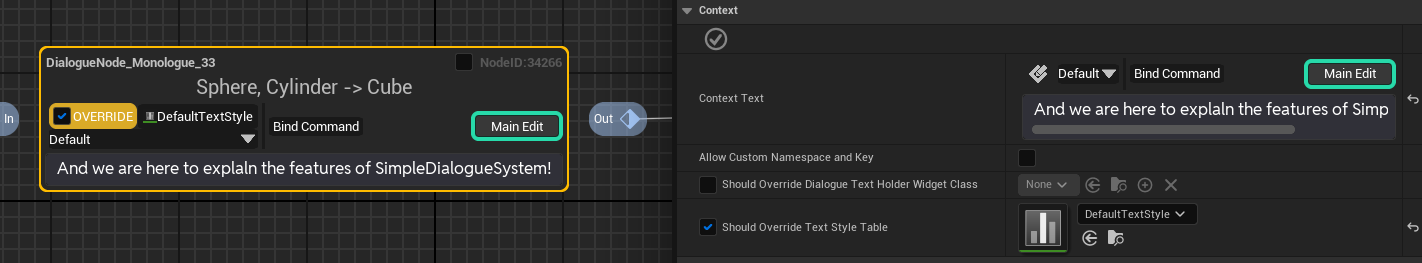 DialogueNode_Monologue_33
NodeID:34266
Sphere, Cylinder -> Cube
In
OVERRIDE
DefaultTextStyle
Default
Bind Command
Main Edit
Out
And we are here to explaln the features of SimpleDialogueSystem!
Context
Context Text
Default
Bind Command
Main Edit
And we are here to explaln the features of Simp
Allow Custom Namespace and Key
Should Override Dialogue Text Holder Widget Class
None
Should Override Text Style Table
DefaultTextStyle